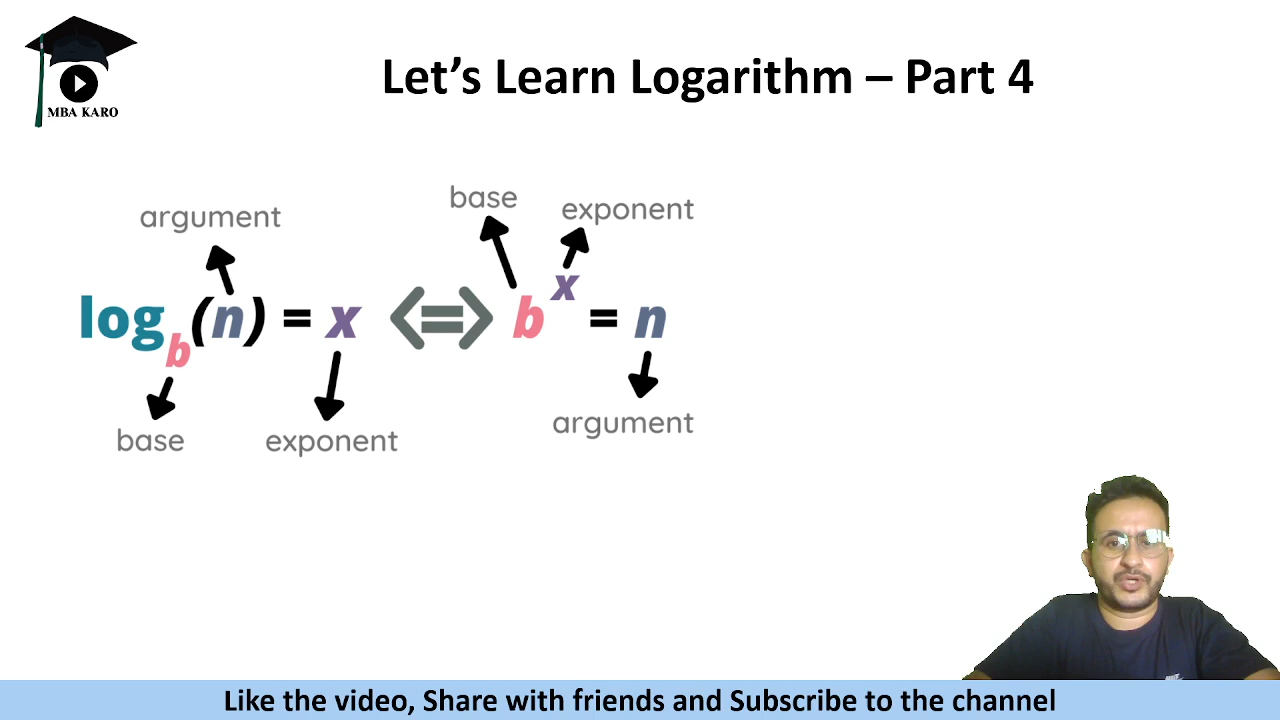 MBA KARO
Let's Learn Logarithm – Part 4
argument
base
exponent
log_b(n) = x <=> b^x = n
base
exponent
argument
Like the video, Share with friends and Subscribe to the channel